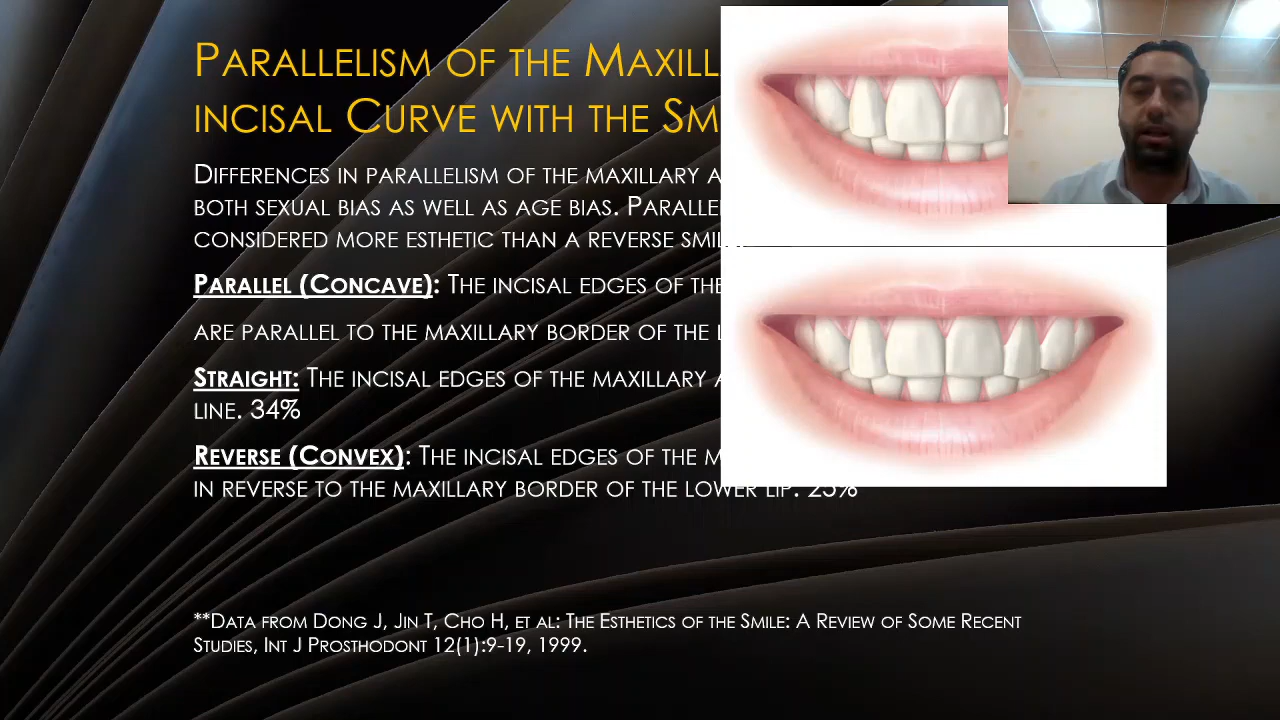 PARALLELISM OF THE MAXILL
INCISAL CURVE WITH THE SM
DIFFERENCES IN PARALLELISM OF THE MAXILLARY A
BOTH SEXUAL BIAS AS WELL AS AGE BIAS. PARALLE
CONSIDERED MORE ESTHETIC THAN A REVERSE SMIL
PARALLEL (CONCAVE): THE INCISAL EDGES OF THE
ARE PARALLEL TO THE MAXILLARY BORDER OF THE L
STRAIGHT: THE INCISAL EDGES OF THE MAXILLARY A
LINE. 34%
REVERSE (CONVEX): THE INCISAL EDGES OF THE M
IN REVERSE TO THE MAXILLARY BORDER OF THE LOWER LIP.
**DATA FROM DONG J, JIN T, CHO H, ET AL: THE ESTHETICS OF THE SMILE: A REVIEW OF SOME RECENT
STUDIES, INT J PROSTHODONT 12(1):9-19, 1999.